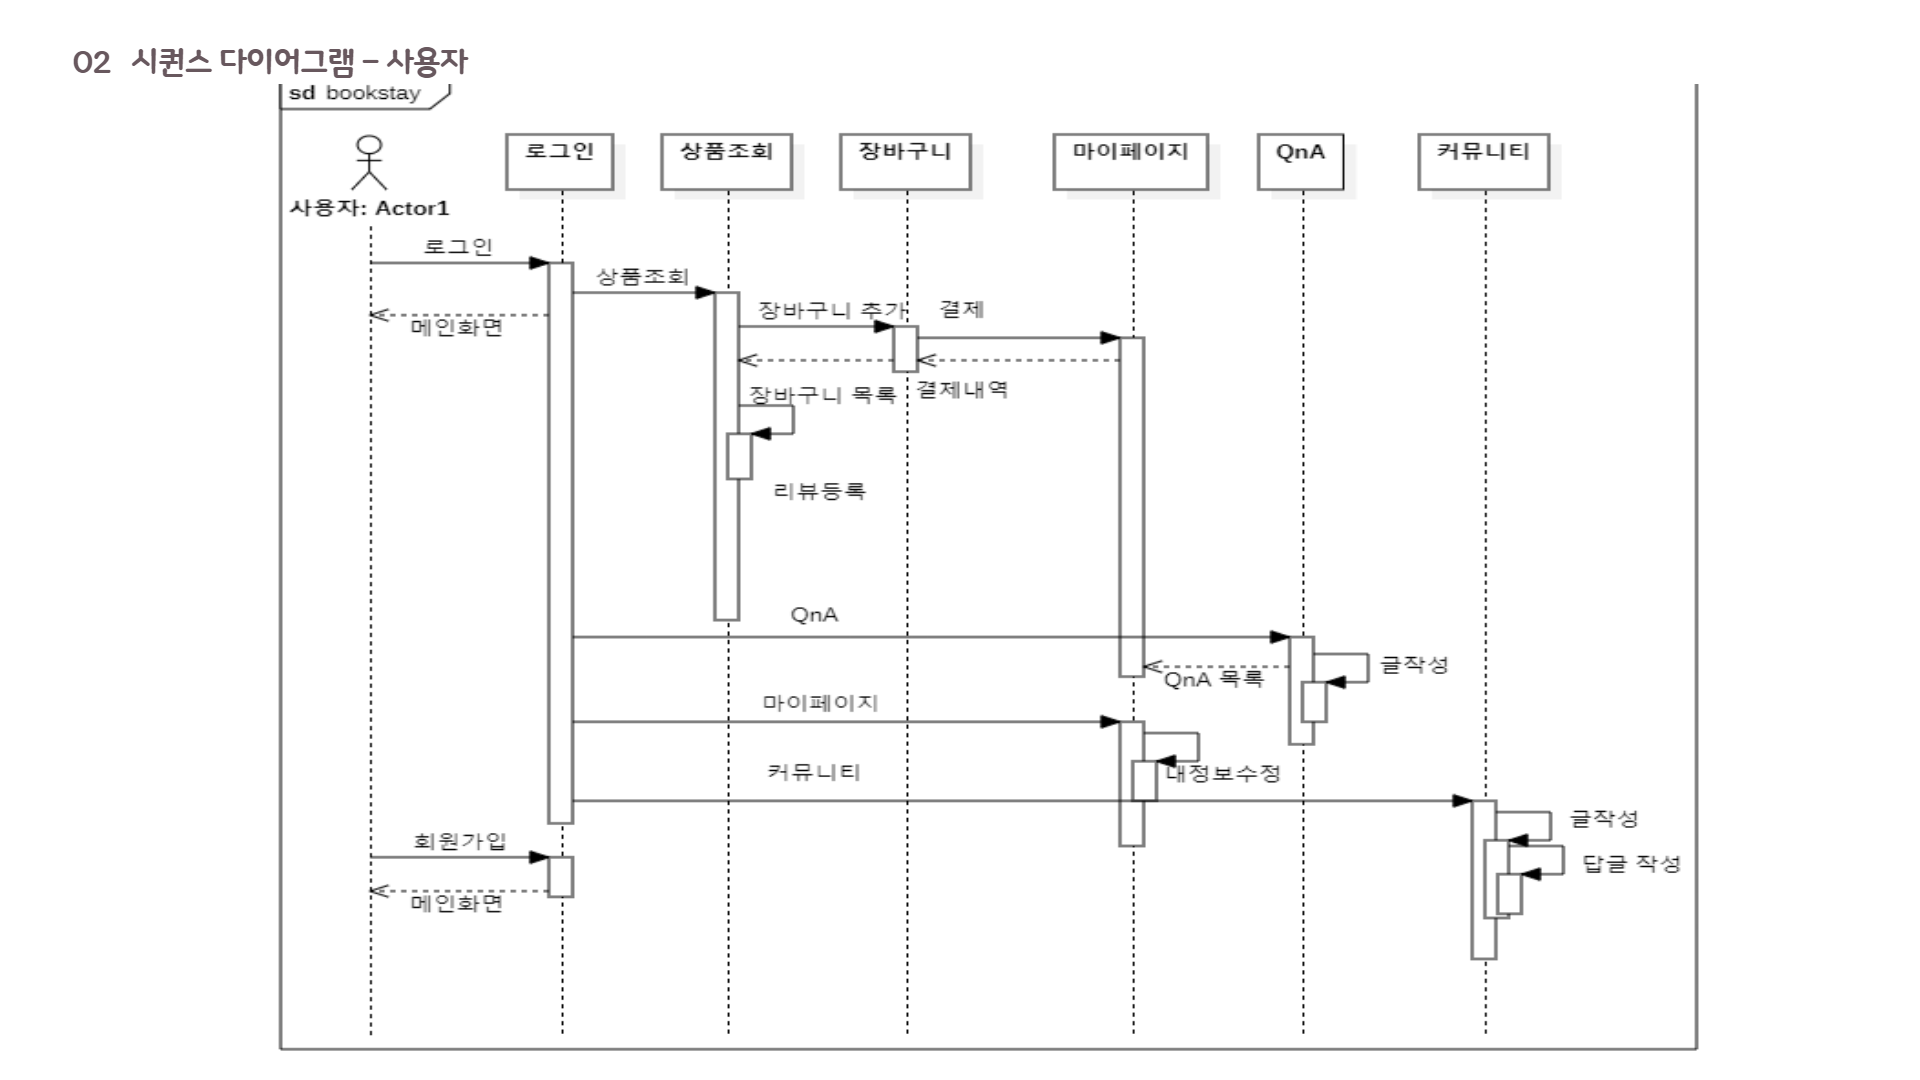 02 시퀀스 다이어그램 – 사용자
sd bookstay
로그인
상품조회
장바구니
마이페이지
QnA
커뮤니티
사용자: Actor1
로그인
상품조회
장바구니 추가
결제
메인화면
장바구니 목록
결제내역
리뷰등록
QnA
글작성
QnA 목록
마이페이지
커뮤니티
내정보수정
글작성
회원가입
답글 작성
메인화면